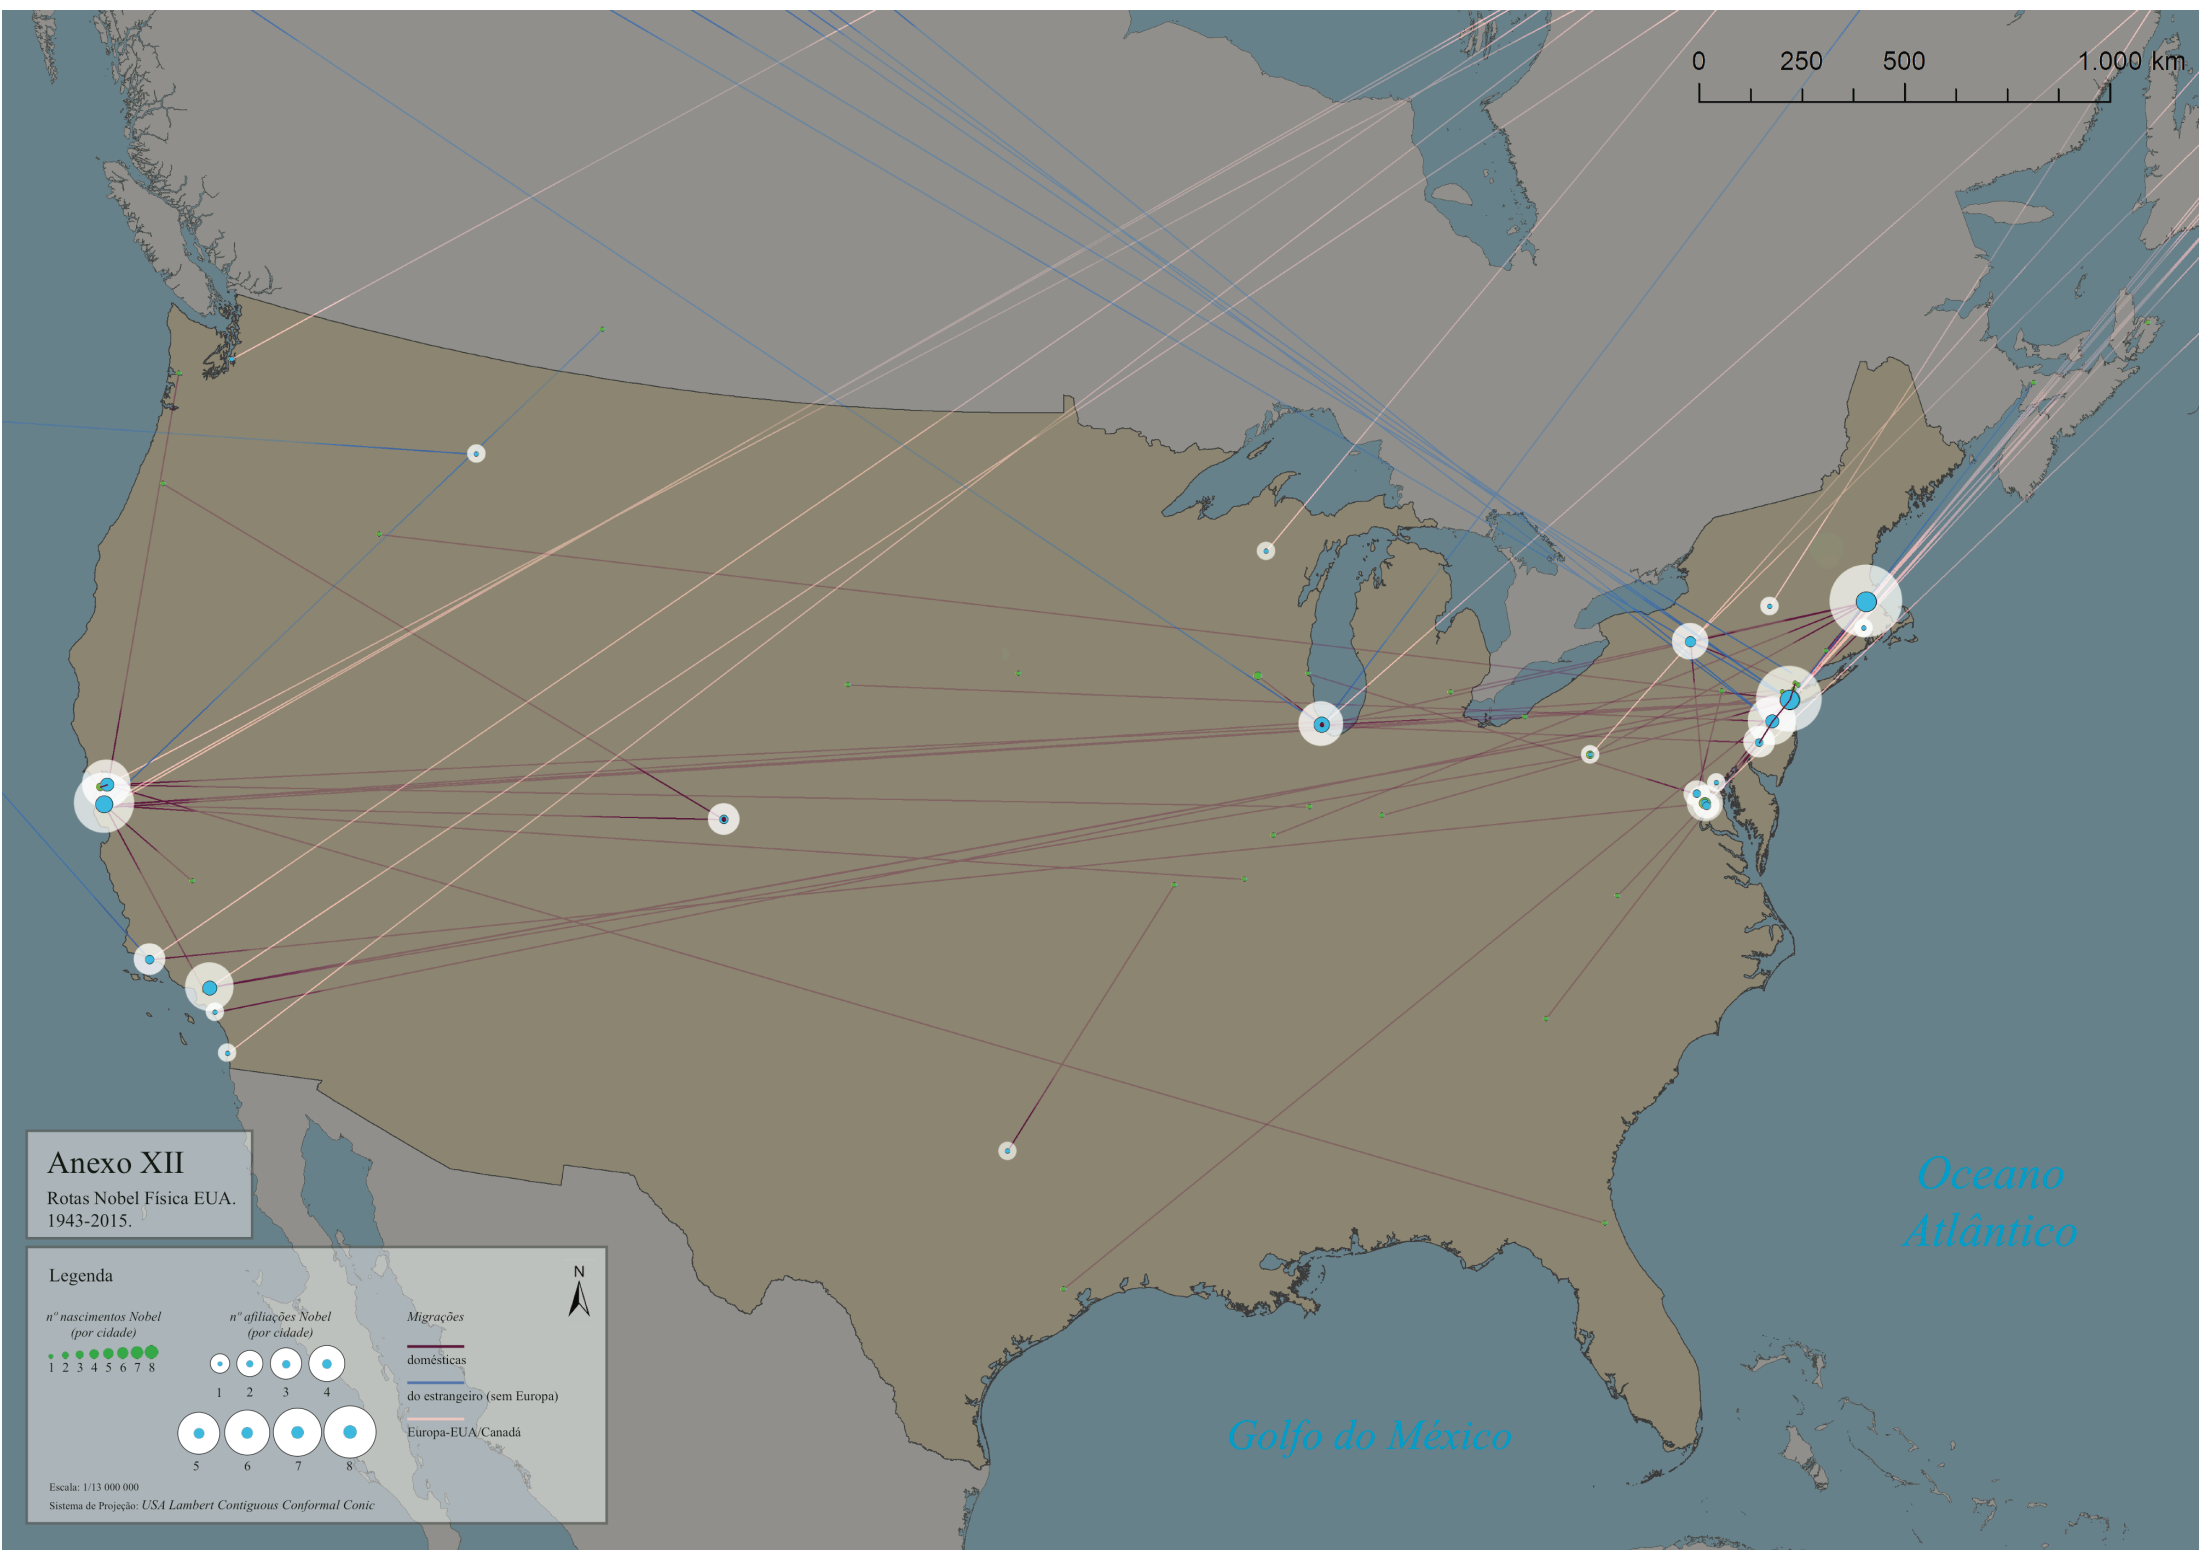 0 250 500 1.000 km
Oceano
Atlântico
Golfo do México
Anexo XII
Rotas Nobel Física EUA.
1943-2015.
Legenda
N
nº nascimentos Nobel
(por cidade)
1 2 3 4 5 6 7 8
nº afiliações Nobel
(por cidade)
1 2 3 4
5 6 7 8
Migrações
domésticas
do estrangeiro (sem Europa)
Europa-EUA/Canadá
Escala: 1/13 000 000
Sistema de Projeção: USA Lambert Contiguous Conformal Conic